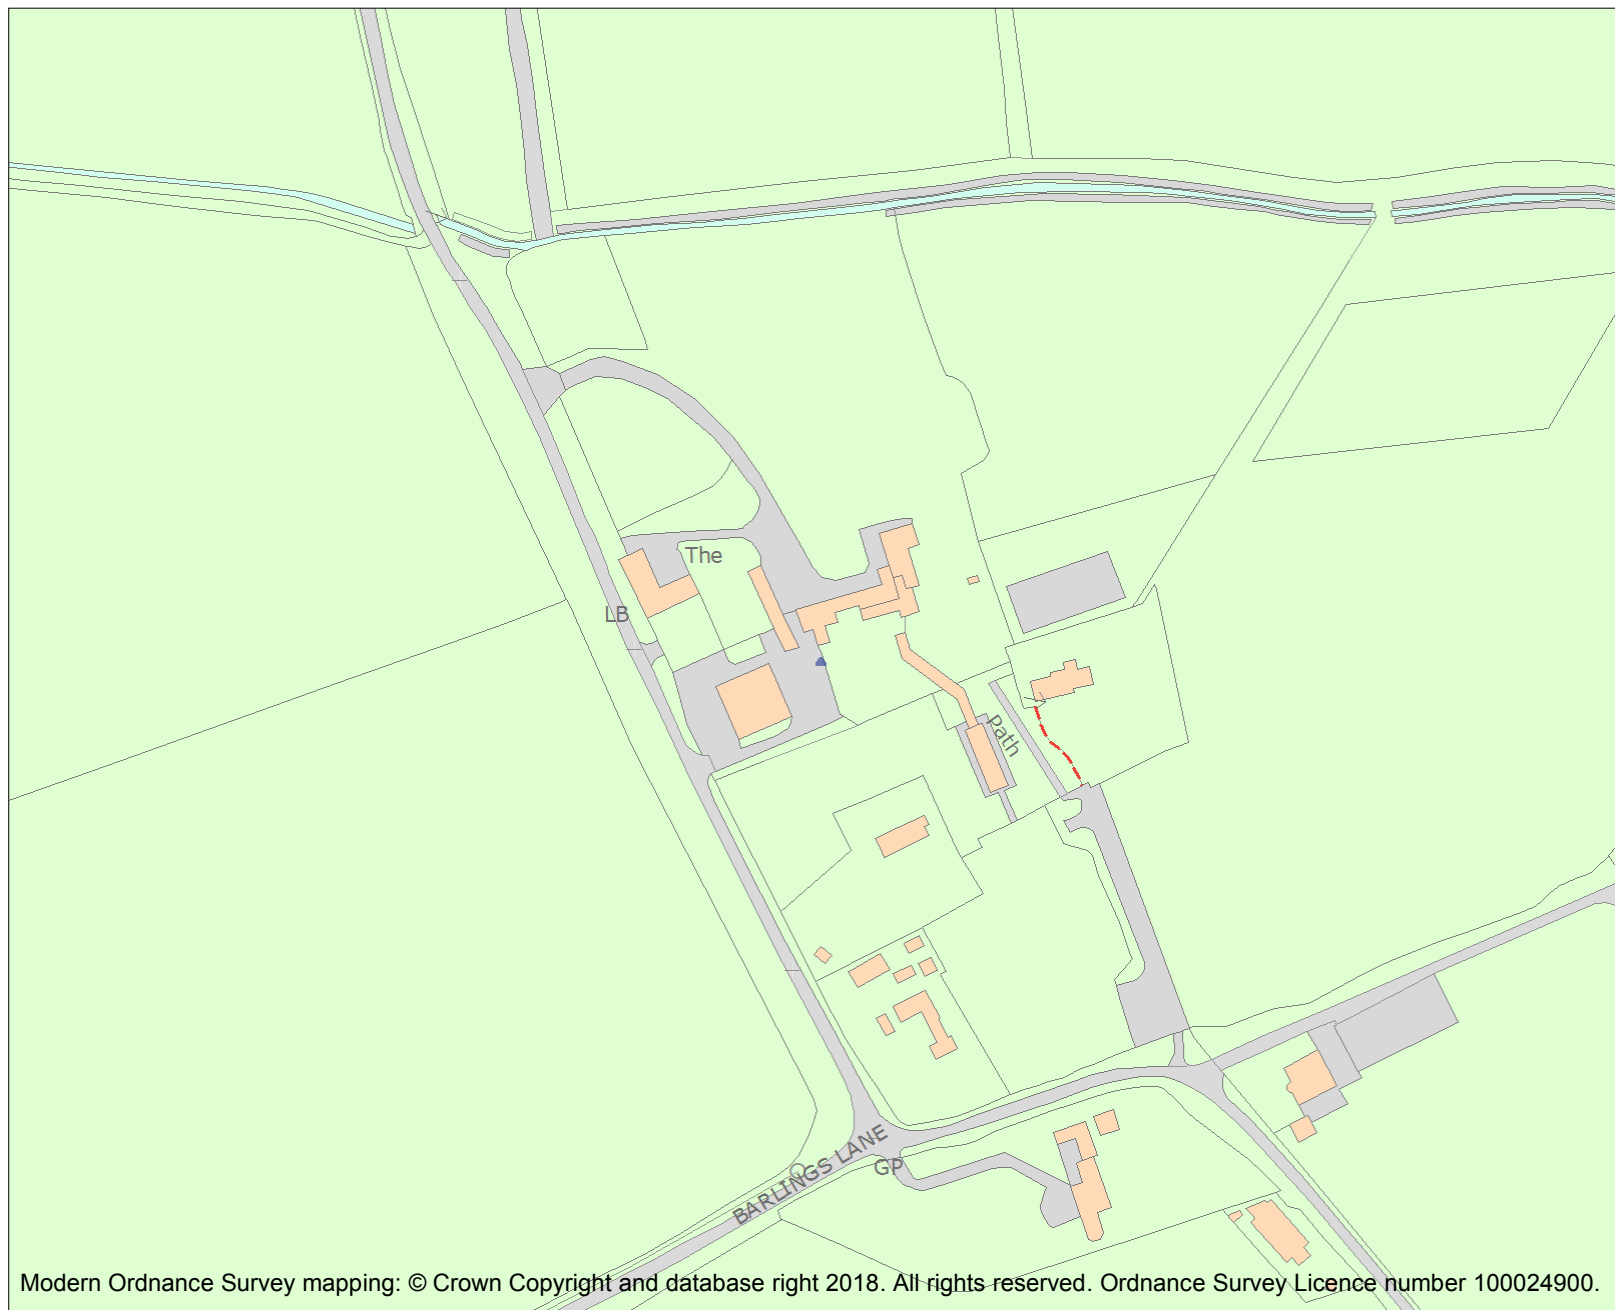 The
LB
Path
BARLINGS LANE
GP
Modern Ordnance Survey mapping: © Crown Copyright and database right 2018. All rights reserved. Ordnance Survey Licence number 100024900.